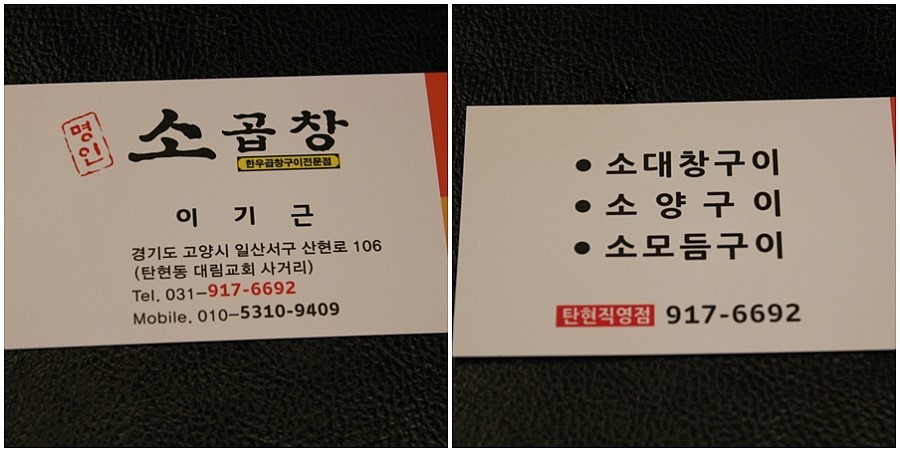 명인
소곱창
한우곱창구이전문점
이 기 근
경기도 고양시 일산서구 산현로 106
(탄현동 대림교회 사거리)
Tel. 031-917-6692
Mobile. 010-5310-9409
● 소대창구이
● 소 양 구 이
● 소모듬구이
탄현직영점 917-6692